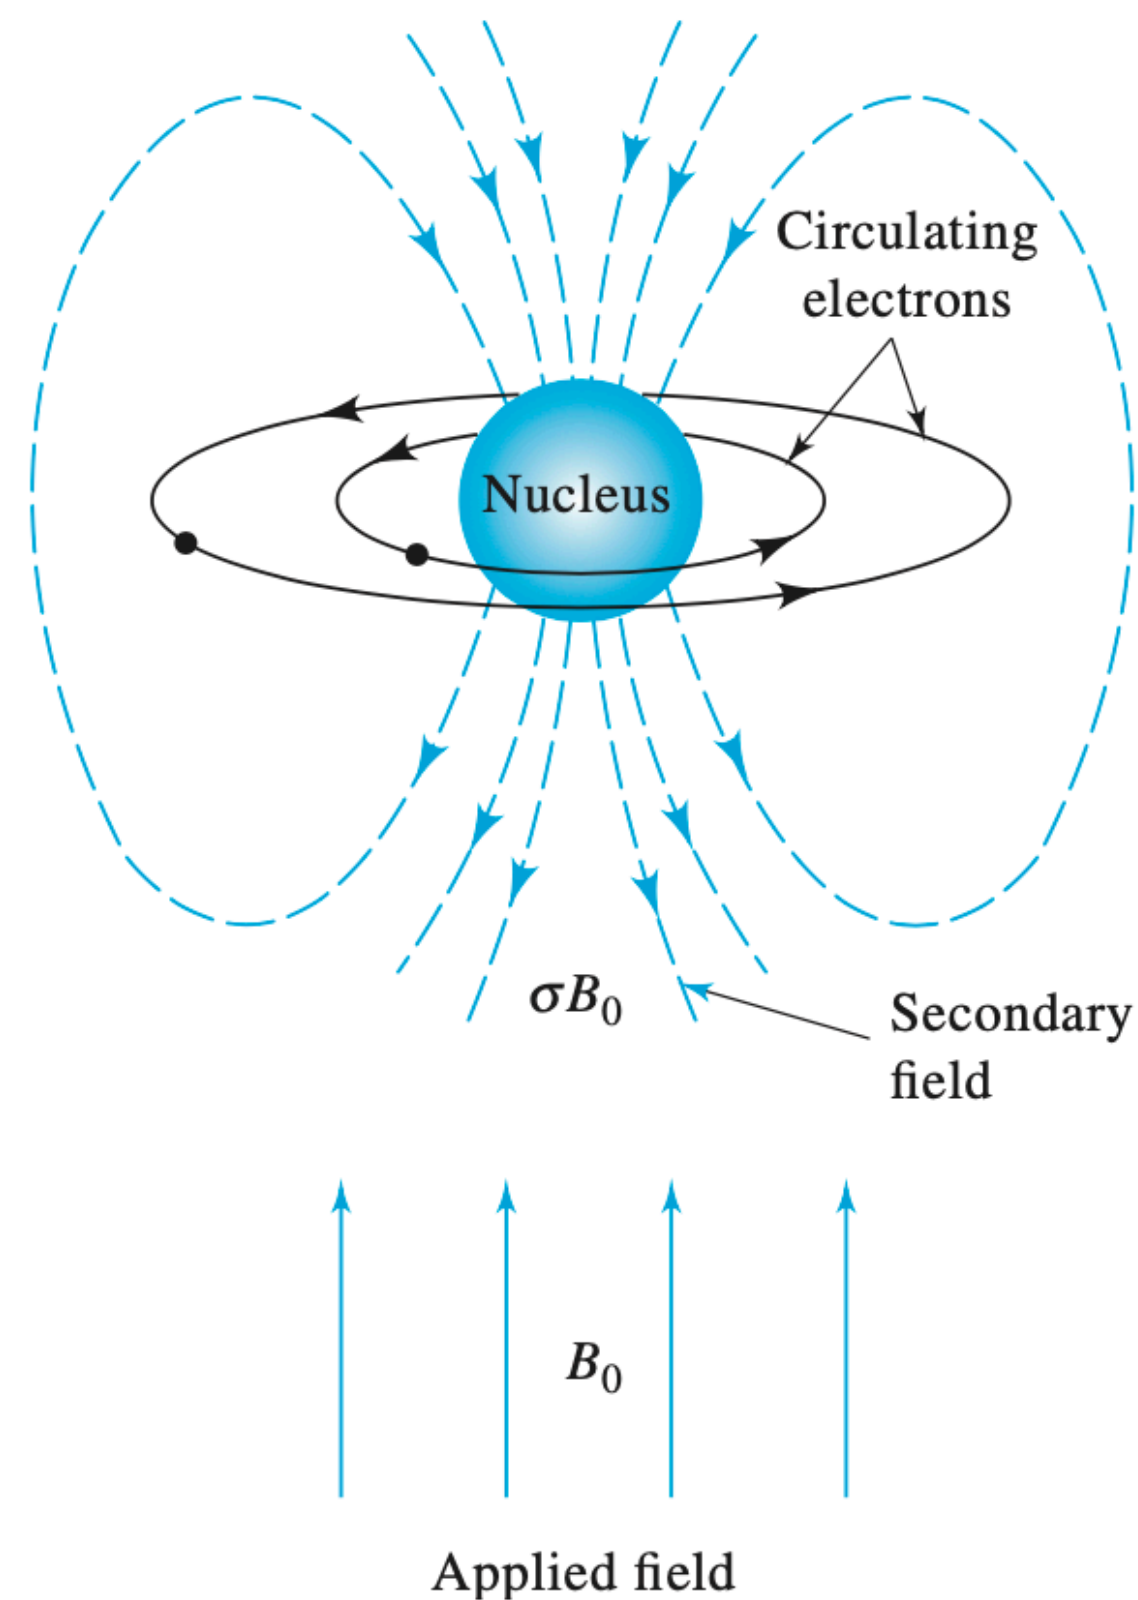 Circulating
electrons
Nucleus
σB₀
Secondary
field
B₀
Applied field